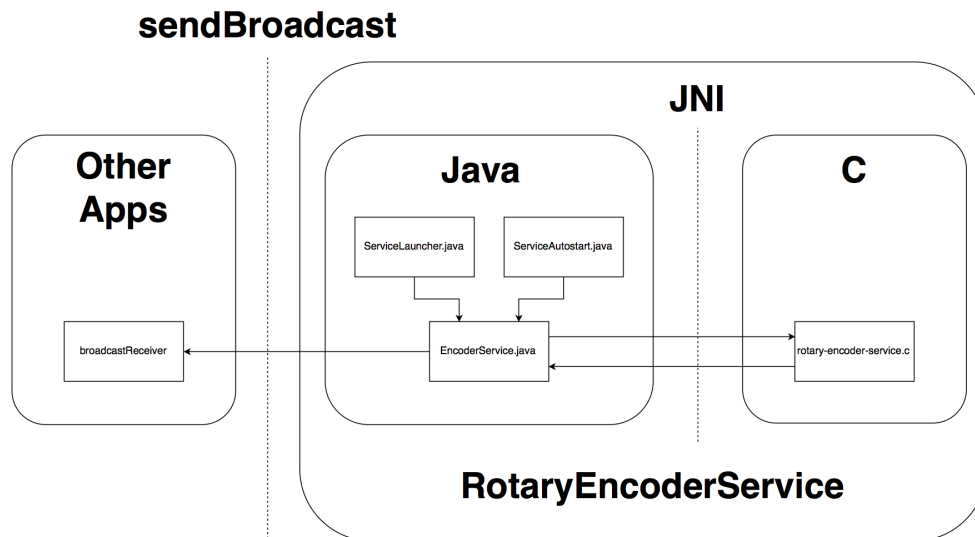 sendBroadcast
JNI
Other
Apps
Java
C
ServiceLauncher.java
ServiceAutostart.java
broadcastReceiver
EncoderService.java
rotary-encoder-service.c
RotaryEncoderService